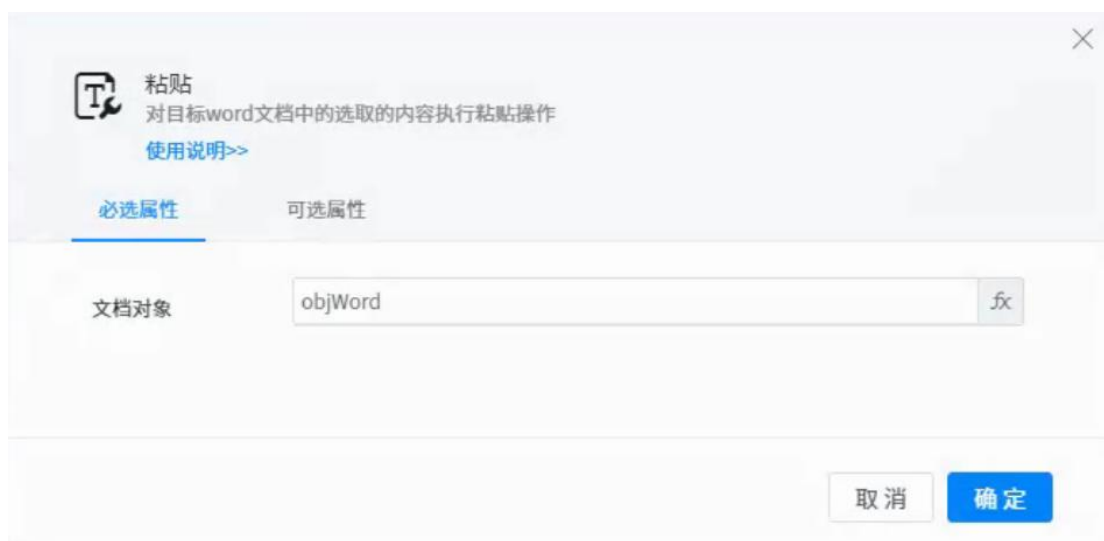 粘贴
对目标word文档中的选取的内容执行粘贴操作
使用说明>>
必选属性 可选属性
文档对象 objWord fx
取消 确定